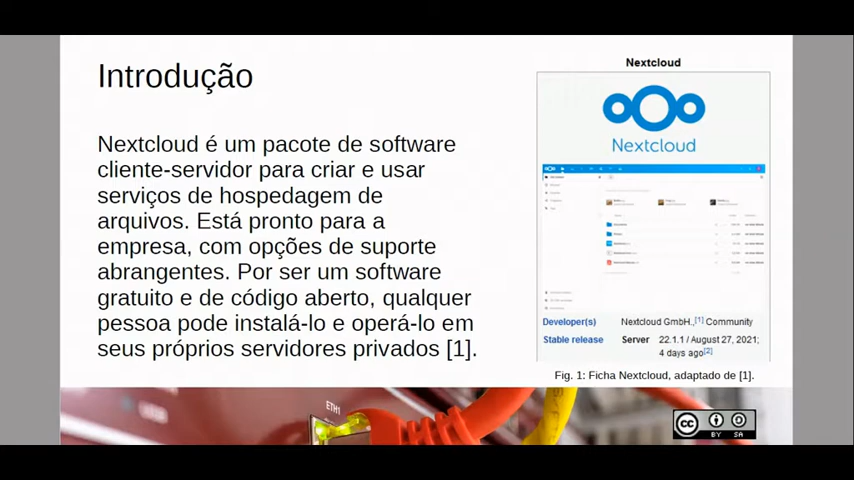 Introdução
Nextcloud é um pacote de software
cliente-servidor para criar e usar
serviços de hospedagem de
arquivos. Está pronto para a
empresa, com opções de suporte
abrangentes. Por ser um software
gratuito e de código aberto, qualquer
pessoa pode instalá-lo e operá-lo em
seus próprios servidores privados [1].
Nextcloud
Nextcloud
Developer(s) Nextcloud GmbH.,[1] Community
Stable release Server 22.1.1 / August 27, 2021;
4 days ago[2]
Fig. 1: Ficha Nextcloud, adaptado de [1].
ETH1
cc BY SA